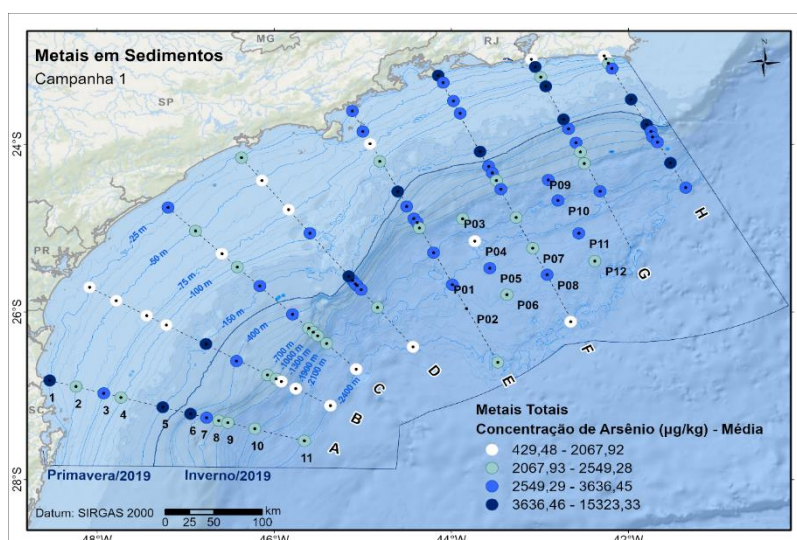 MG
RJ
Metais em Sedimentos
Campanha 1
SP
24°S
-25 m
-50 m
-75 m
-100 m
-150 m
-400 m
-700 m
-1000 m
-1300 m
-1900 m
-2100 m
-2400 m
PR
26°S
SC
28°S
P09
P10
P03
P04
P11
P07
P05
P12
P01
P08
P06
P02
H
G
F
E
D
C
B
A
1
2
3
4
5
6
7
8
9
10
11
Primavera/2019
Inverno/2019
Datum: SIRGAS 2000
0 25 50 100
km
Metais Totais
Concentração de Arsênio (µg/kg) - Média
429,48 - 2067,92
2067,93 - 2549,28
2549,29 - 3636,45
3636,46 - 15323,33
48°W
46°W
44°W
42°W